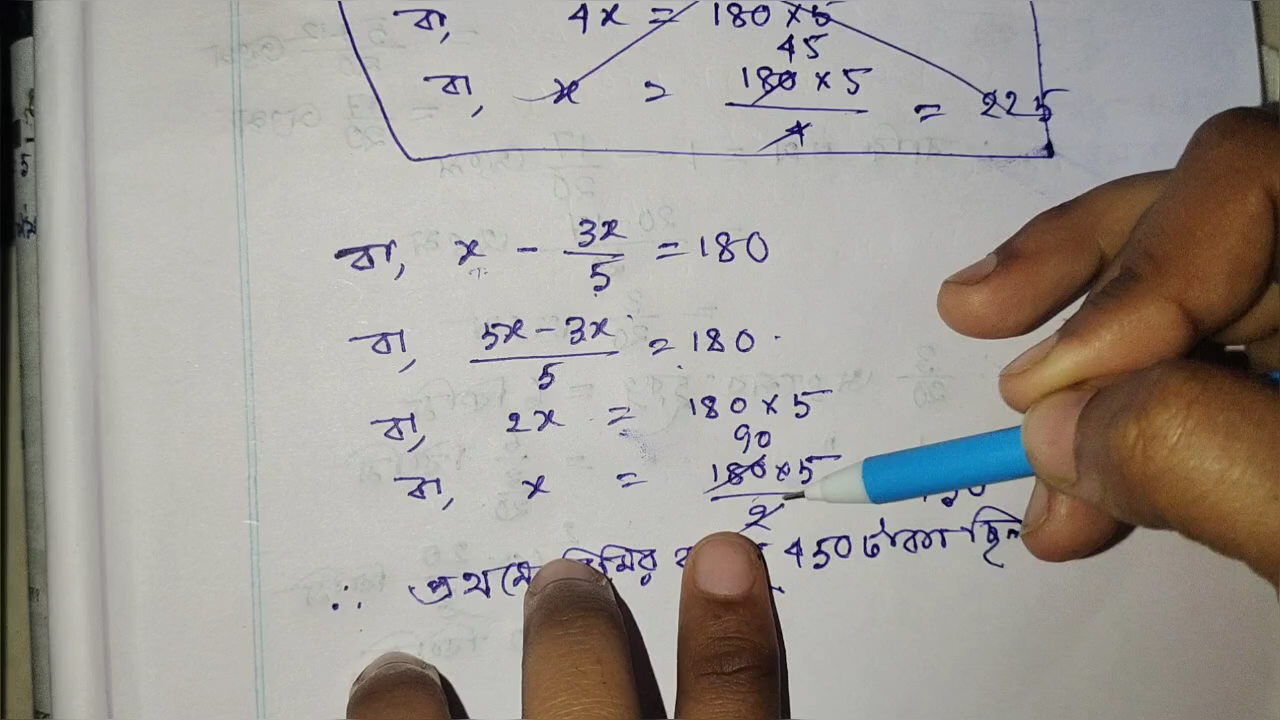 বা, 4x = 180 × 5
45
বা, x = 180 × 5 / 4 = 225
বা, x - 3x/5 = 180
বা, 5x - 3x / 5 = 180
বা, 2x = 180 × 5
90
বা, x = 180 × 5 / 2
∴ প্রথমে 450 টাকা ছিল